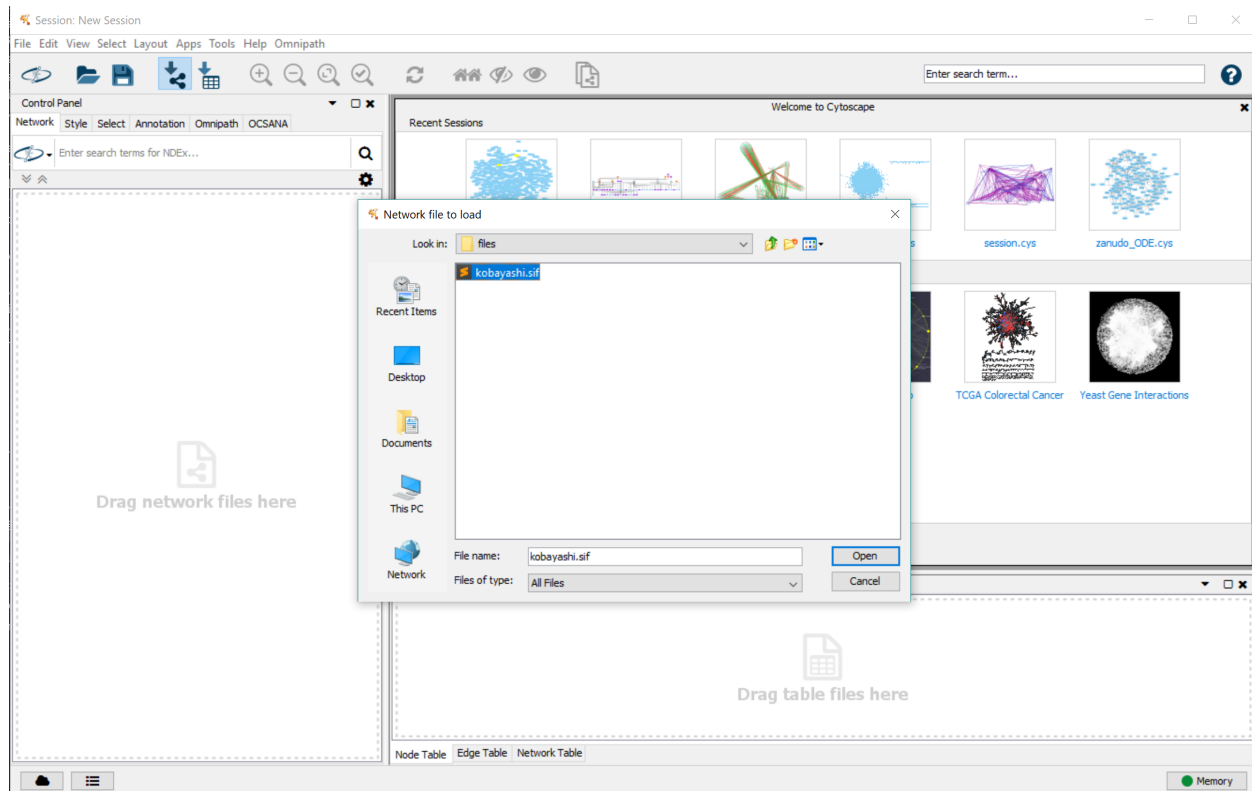 Session: New Session
File Edit View Select Layout Apps Tools Help Omnipath
Enter search term...
Control Panel
Network Style Select Annotation Omnipath OCSANA
Enter search terms for NDEx...
Drag network files here
Welcome to Cytoscape
Recent Sessions
session.cys
zanudo_ODE.cys
TCGA Colorectal Cancer
Yeast Gene Interactions
Network file to load
Look in:
files
kobayashi.sif
Recent Items
Desktop
Documents
This PC
Network
File name:
kobayashi.sif
Open
Files of type:
All Files
Cancel
Drag table files here
Node Table Edge Table Network Table
Memory